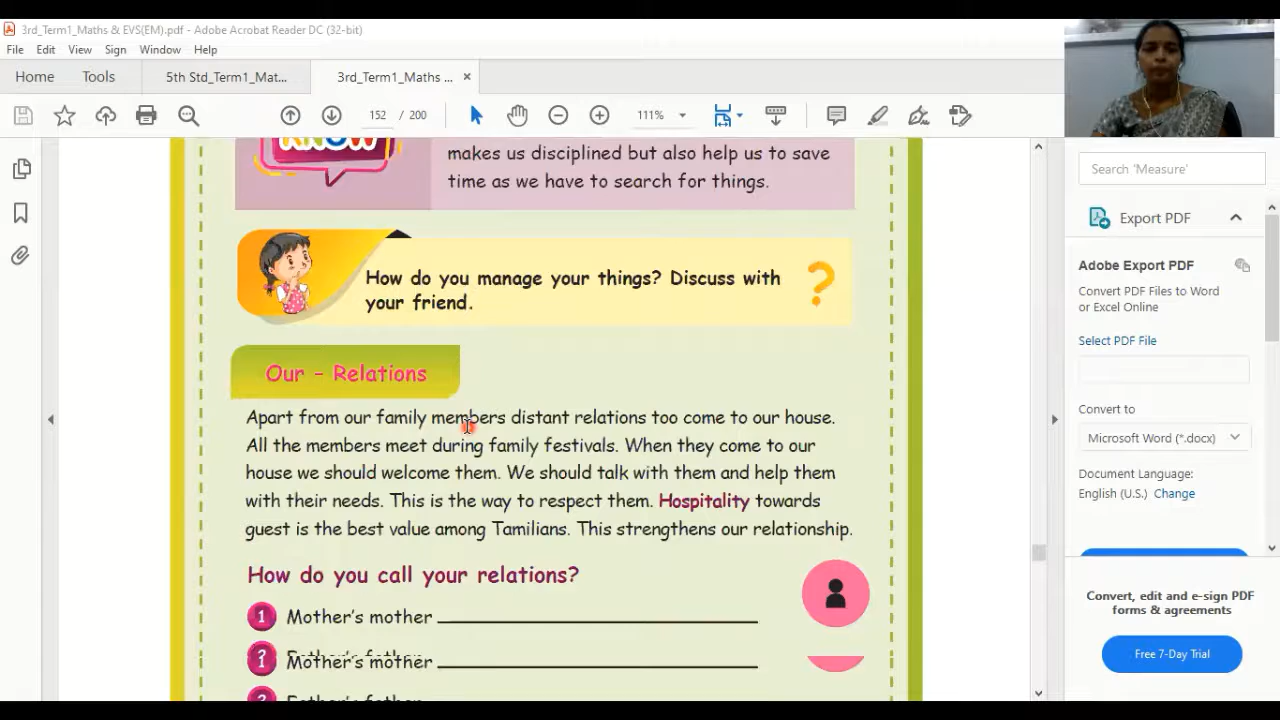 3rd_Term1_Maths & EVS(EM).pdf - Adobe Acrobat Reader DC (32-bit)
File Edit View Sign Window Help
Home Tools 5th Std_Term1_Mat... 3rd_Term1_Maths ... ×
152 / 200 111%
KNOW
makes us disciplined but also help us to save
time as we have to search for things.
How do you manage your things? Discuss with
your friend.
?
Our - Relations
Apart from our family members distant relations too come to our house.
All the members meet during family festivals. When they come to our
house we should welcome them. We should talk with them and help them
with their needs. This is the way to respect them. Hospitality towards
guest is the best value among Tamilians. This strengthens our relationship.
How do you call your relations?
1 Mother's mother
1 Mother's mother
Search 'Measure'
Export PDF
Adobe Export PDF
Convert PDF Files to Word
or Excel Online
Select PDF File
Convert to
Microsoft Word (*.docx)
Document Language:
English (U.S.) Change
Convert, edit and e-sign PDF
forms & agreements
Free 7-Day Trial